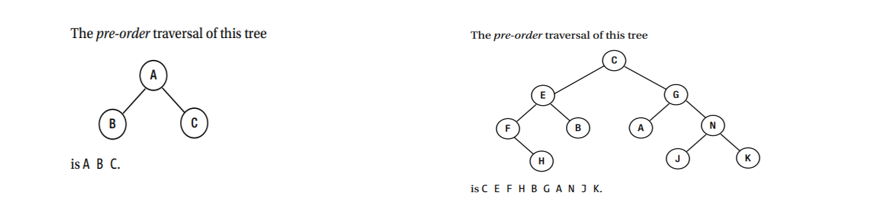 The pre-order traversal of this tree
A
B C
is A B C.
The pre-order traversal of this tree
C
E G
F B A N
H J K
is C E F H B G A N J K.